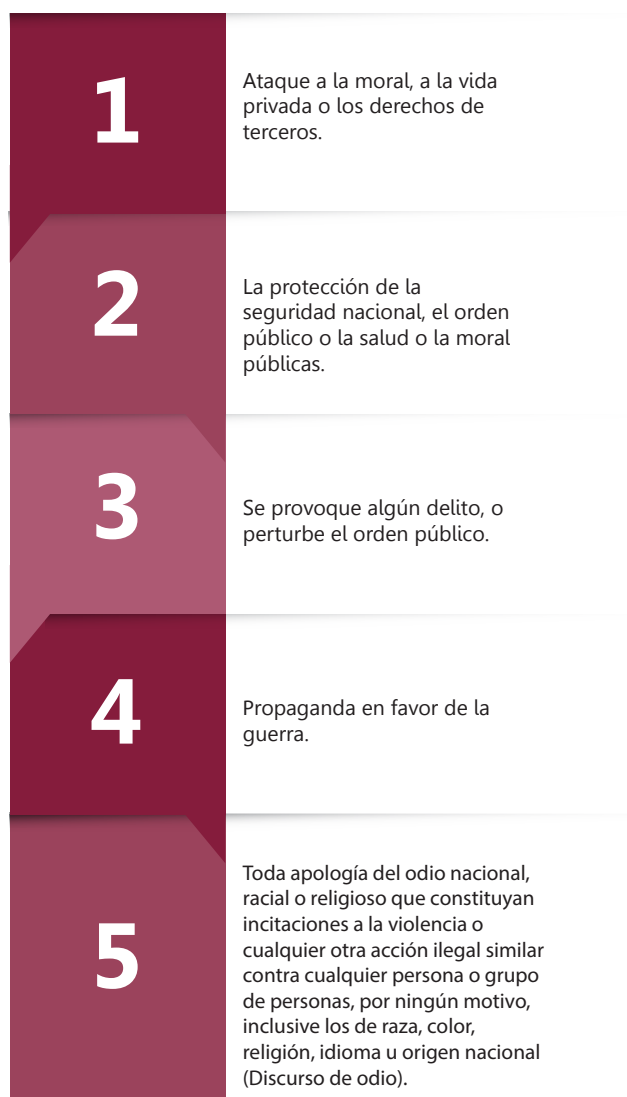 1
Ataque a la moral, a la vida
privada o los derechos de
terceros.
2
La protección de la
seguridad nacional, el orden
público o la salud o la moral
públicas.
3
Se provoque algún delito, o
perturbe el orden público.
4
Propaganda en favor de la
guerra.
5
Toda apología del odio nacional,
racial o religioso que constituyan
incitaciones a la violencia o
cualquier otra acción ilegal similar
contra cualquier persona o grupo
de personas, por ningún motivo,
inclusive los de raza, color,
religión, idioma u origen nacional
(Discurso de odio).